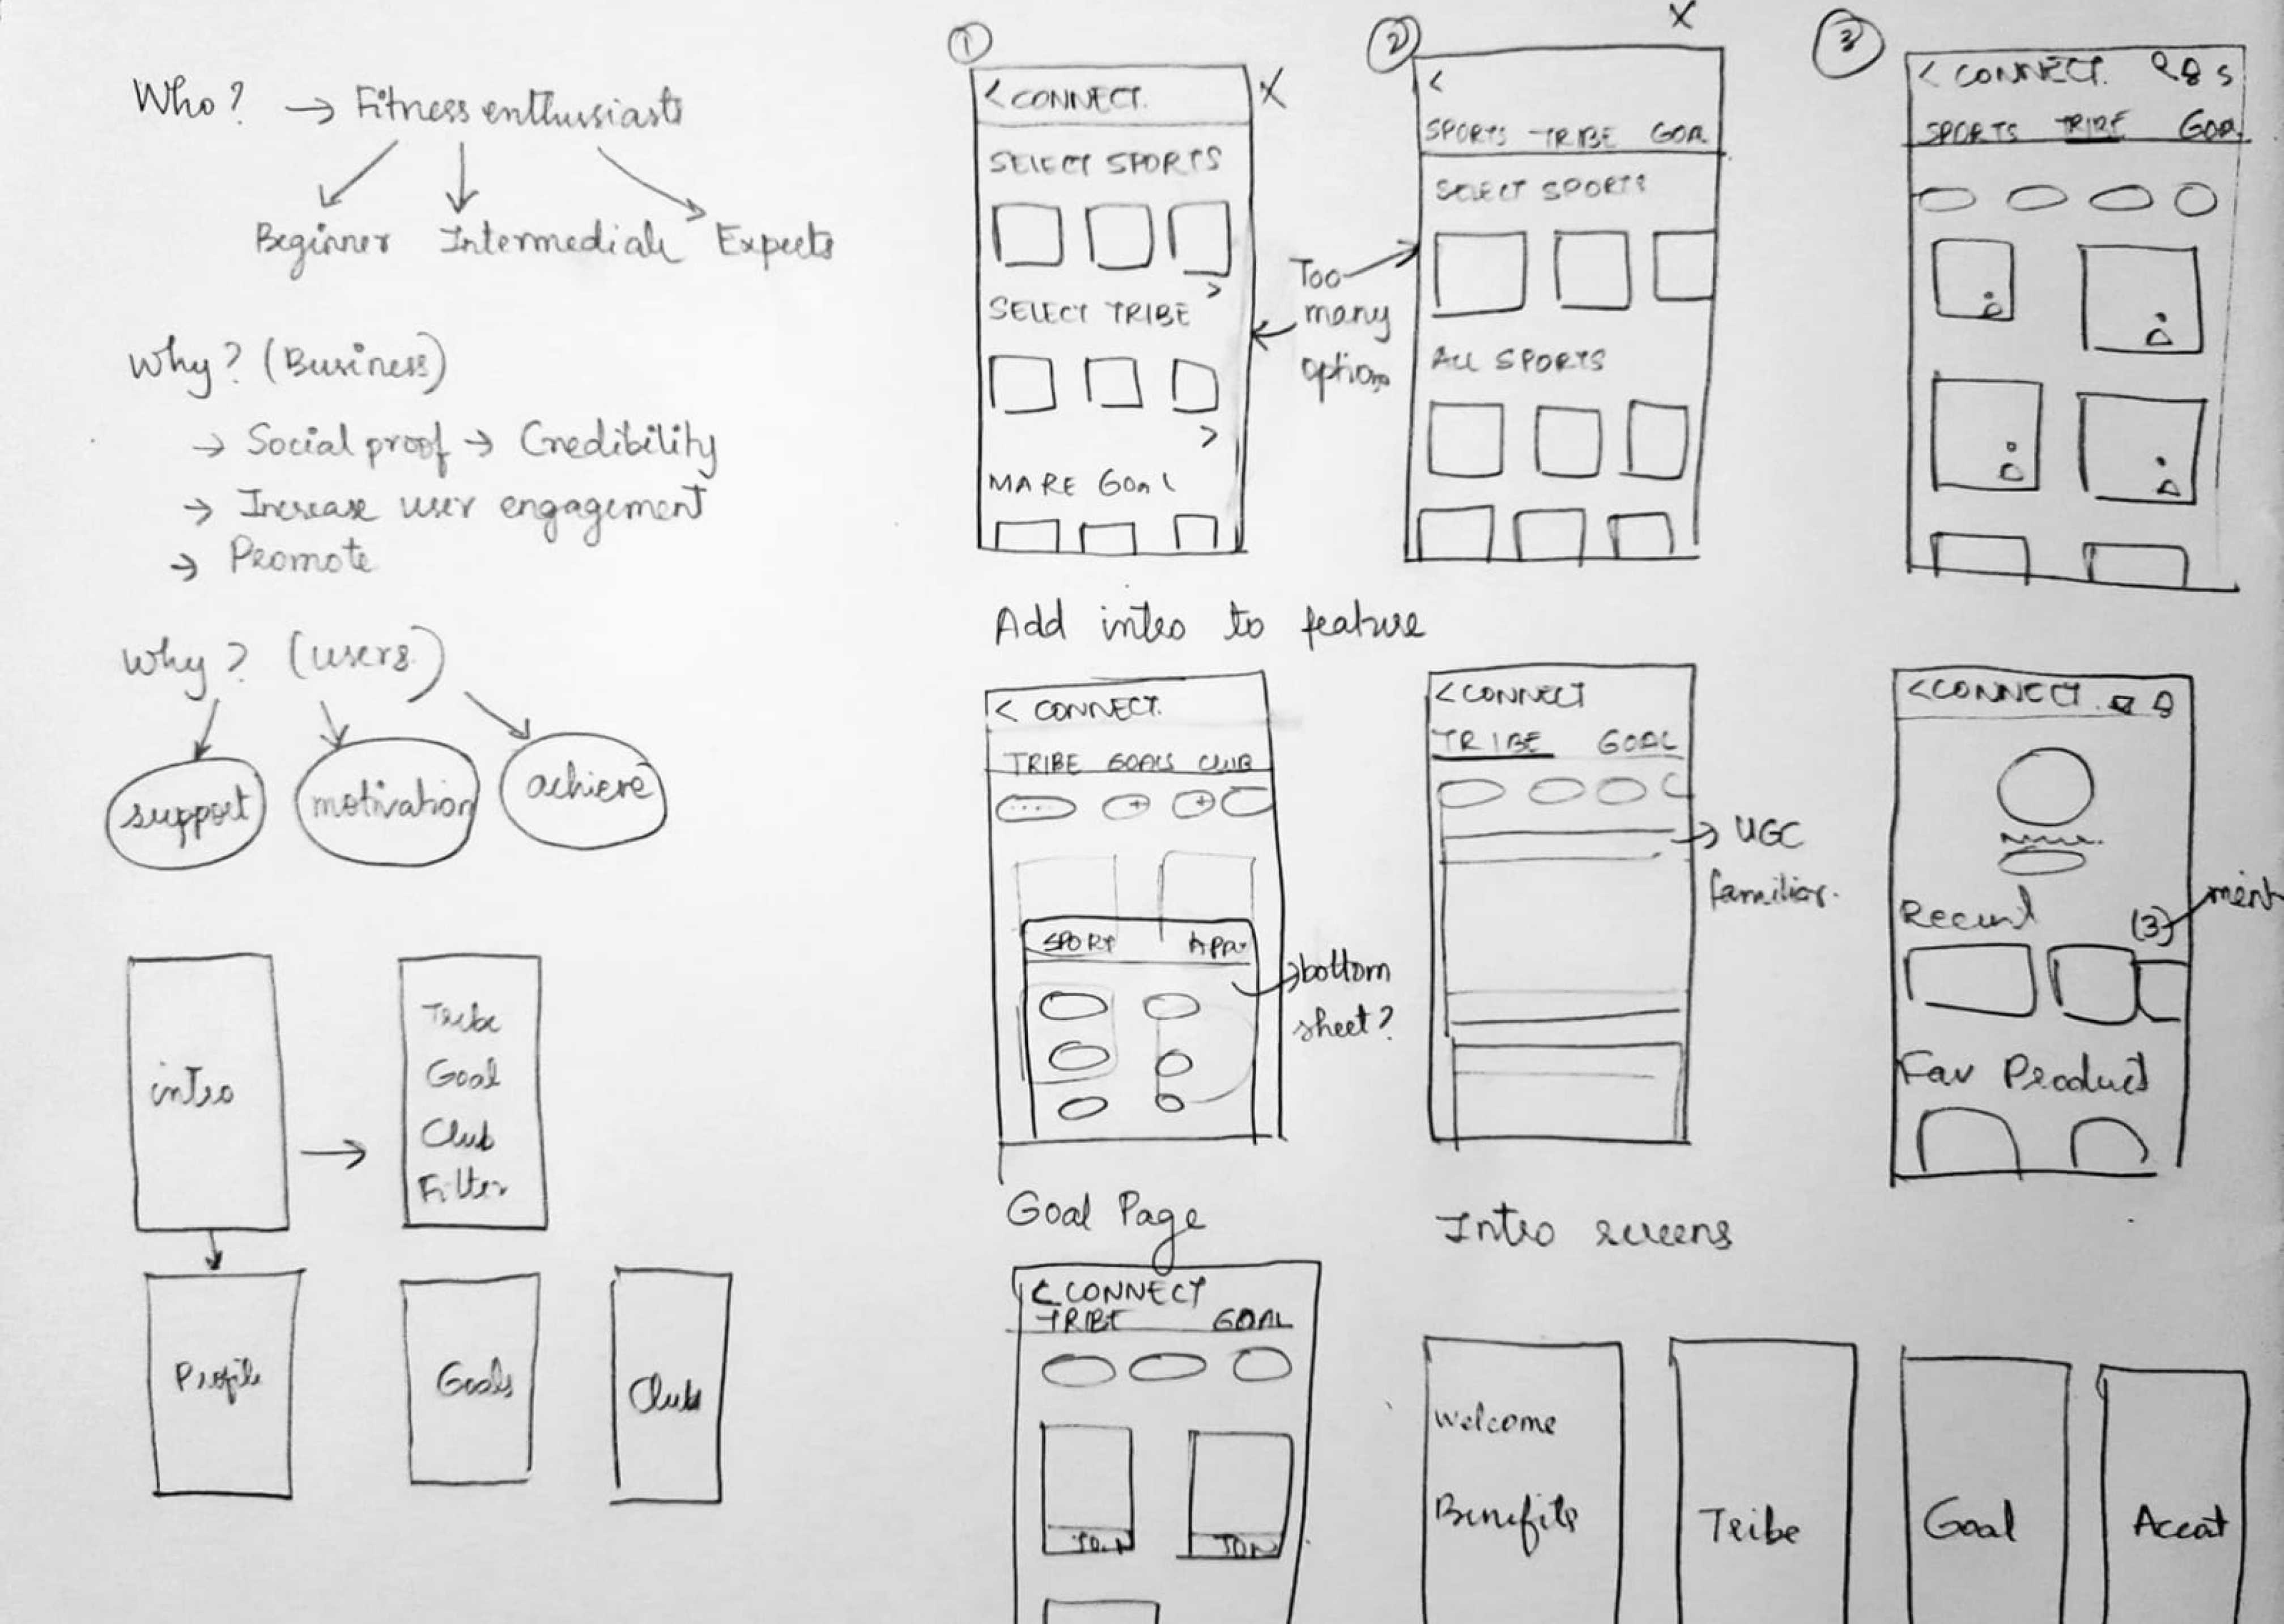 Who? → Fitness enthusiasts
Beginner Intermediate Experts
Why? (Business)
→ Social proof → Credibility
→ Increase user engagement
→ Promote
Why? (users)
support motivation achieve
intro →
Tribe
Goal
Club
Filter
Profile
Goals
Club
①
< CONNECT.
X
SELECT SPORTS
>
SELECT TRIBE
>
MAKE GOAL
Too
many
options
②
X
<
SPORTS TRIBE GOAL
SELECT SPORTS
ALL SPORTS
③
< CONNECT.
SPORTS TRIBE GOAL
Add intro to feature
< CONNECT.
TRIBE GOALS CLUB
+ +
SPORT
bottom
sheet?
< CONNECT
TRIBE GOAL
→ UGC
familiar.
< CONNECT.
Recent (3)
Fav Product
Goal Page
< CONNECT
TRIBE GOAL
JOIN JOIN
Intro screens
Welcome
Benefits
Tribe
Goal